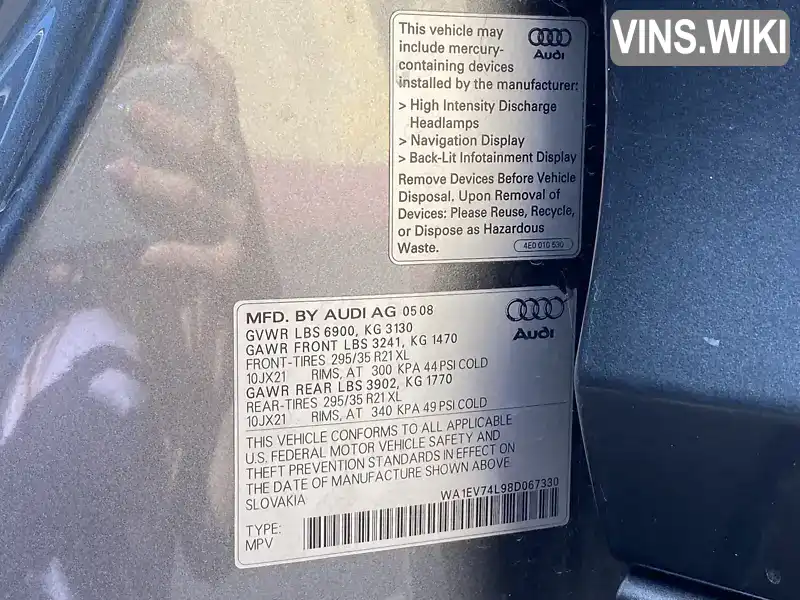 VINS.WIKI
This vehicle may
include mercury-
containing devices
installed by the manufacturer:
Audi
> High Intensity Discharge
Headlamps
> Navigation Display
> Back-Lit Infotainment Display
Remove Devices Before Vehicle
Disposal. Upon Removal of
Devices: Please Reuse, Recycle,
or Dispose as Hazardous
Waste.
4E0 010 530
MFD. BY AUDI AG 05 08
Audi
GVWR LBS 6900, KG 3130
GAWR FRONT LBS 3241, KG 1470
FRONT-TIRES 295/35 R21 XL
10JX21 RIMS, AT 300 KPA 44 PSI COLD
GAWR REAR LBS 3902, KG 1770
REAR-TIRES 295/35 R21 XL
10JX21 RIMS, AT 340 KPA 49 PSI COLD
THIS VEHICLE CONFORMS TO ALL APPLICABLE
U.S. FEDERAL MOTOR VEHICLE SAFETY AND
THEFT PREVENTION STANDARDS IN EFFECT ON
THE DATE OF MANUFACTURE SHOWN ABOVE
SLOVAKIA WA1EV74L98D067330
TYPE:
MPV